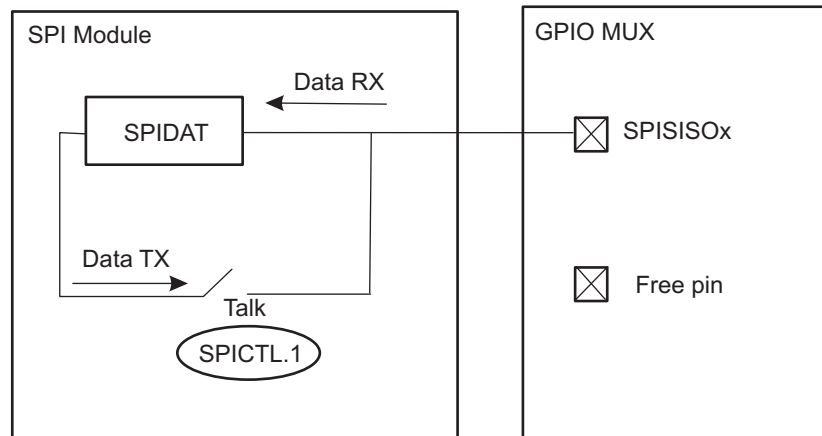 SPI Module
GPIO MUX
Data RX
SPIDAT
SPISISOx
Data TX
Free pin
Talk
SPICTL.1